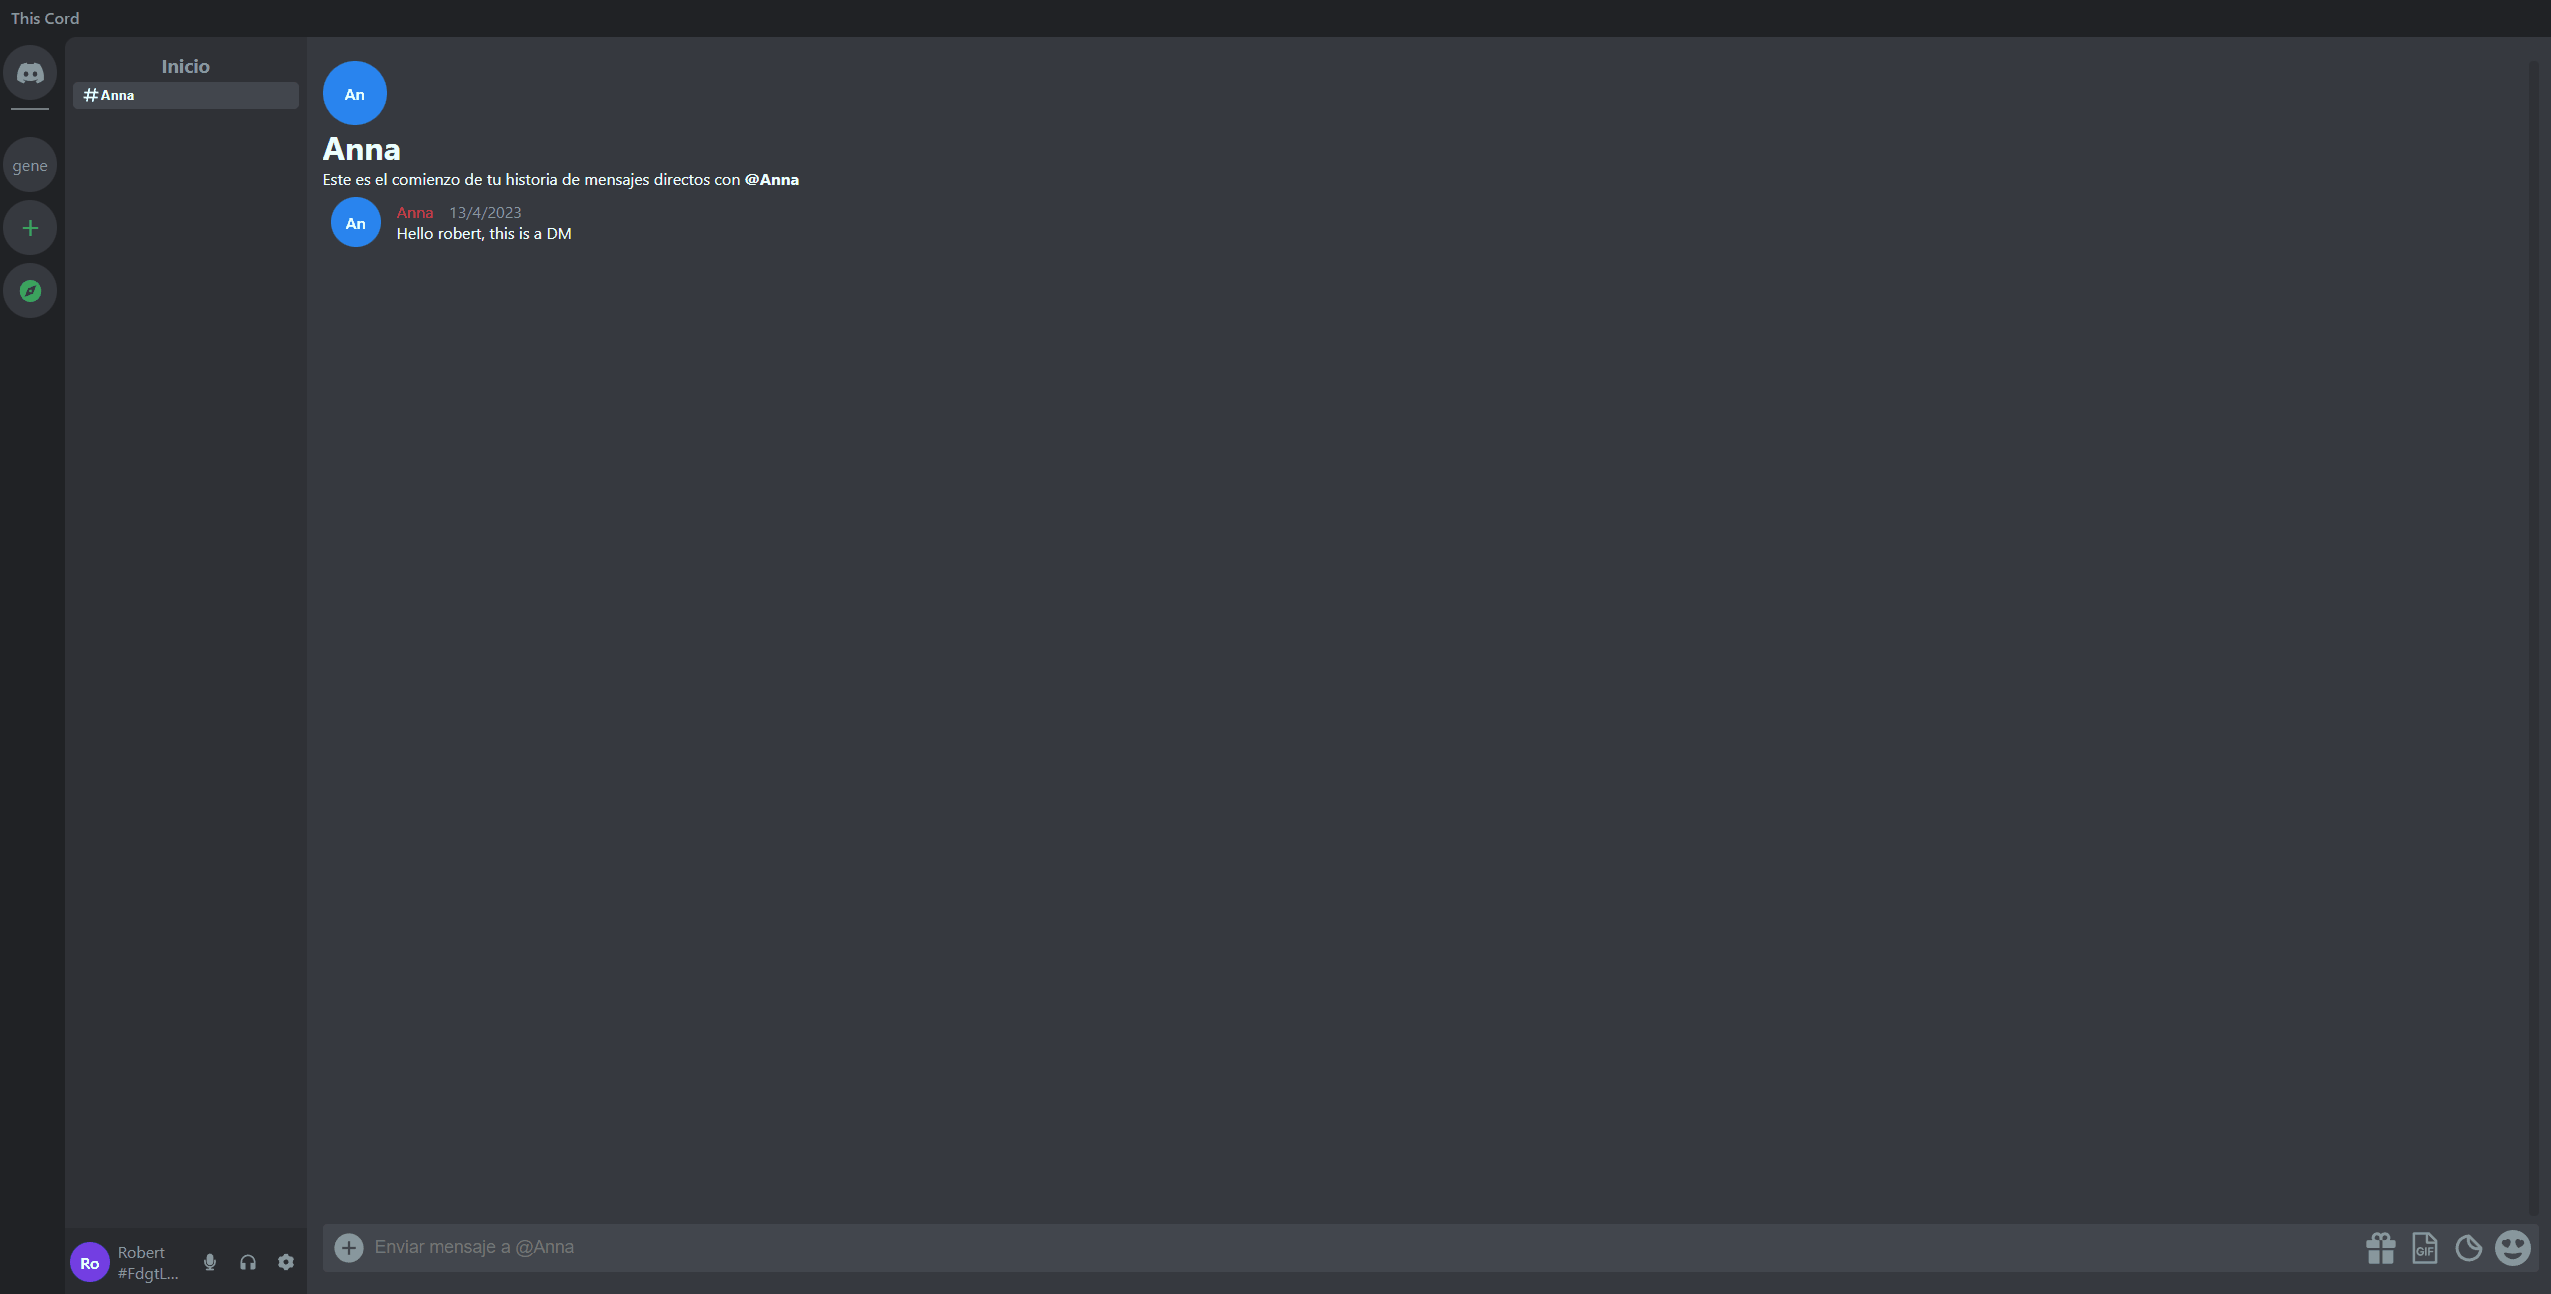 This Cord
Inicio
#Anna
gene
An
Anna
Este es el comienzo de tu historia de mensajes directos con @Anna
An
Anna 13/4/2023
Hello robert, this is a DM
Ro
Robert
#FdgtL...
Enviar mensaje a @Anna
GIF